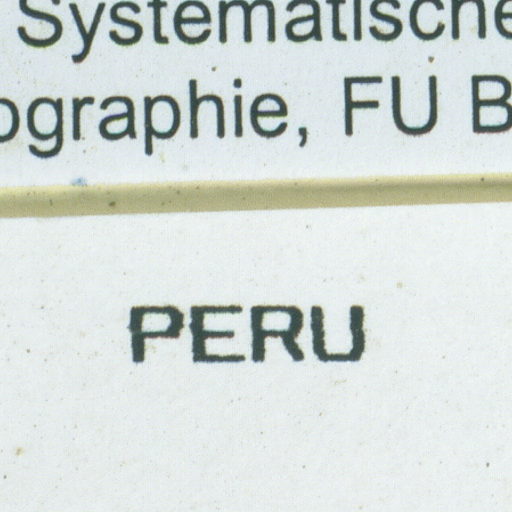 Systematische
ographie, FU B
PERU